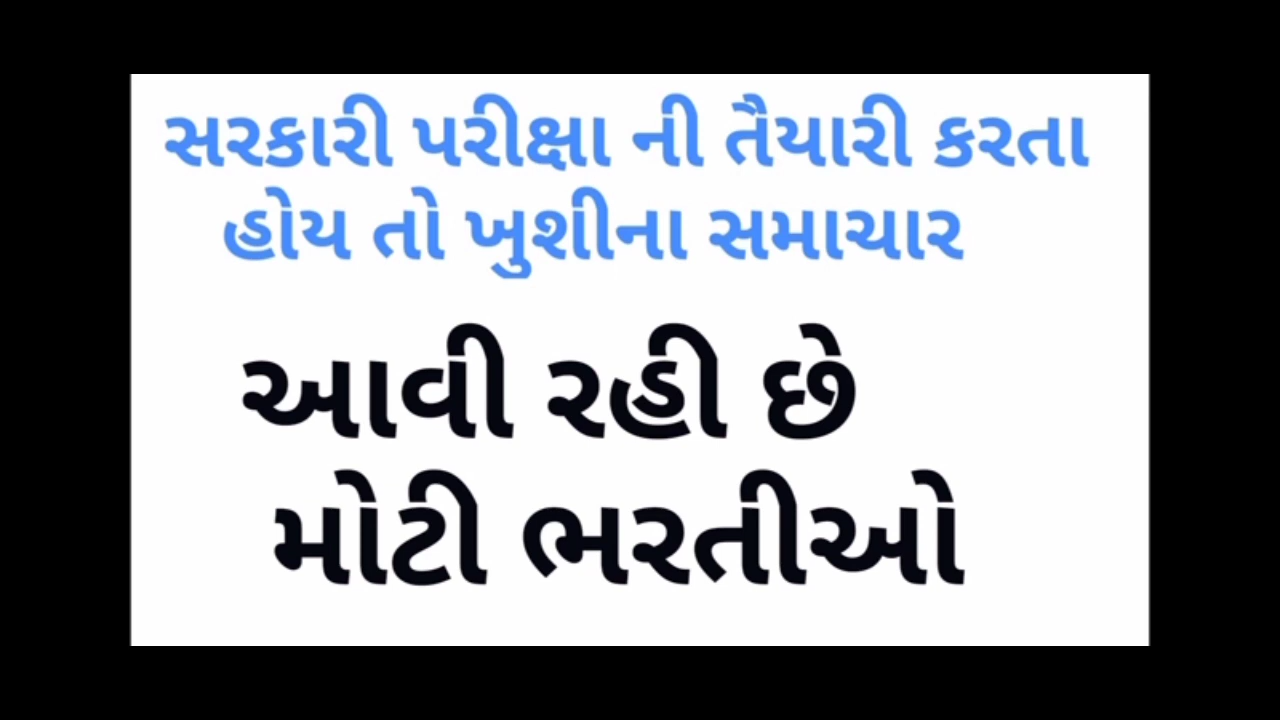 સરકારી પરીક્ષા ની તૈયારી કરતા
હોય તો ખુશીના સમાચાર
આવી રહી છે
મોટી ભરતીઓ